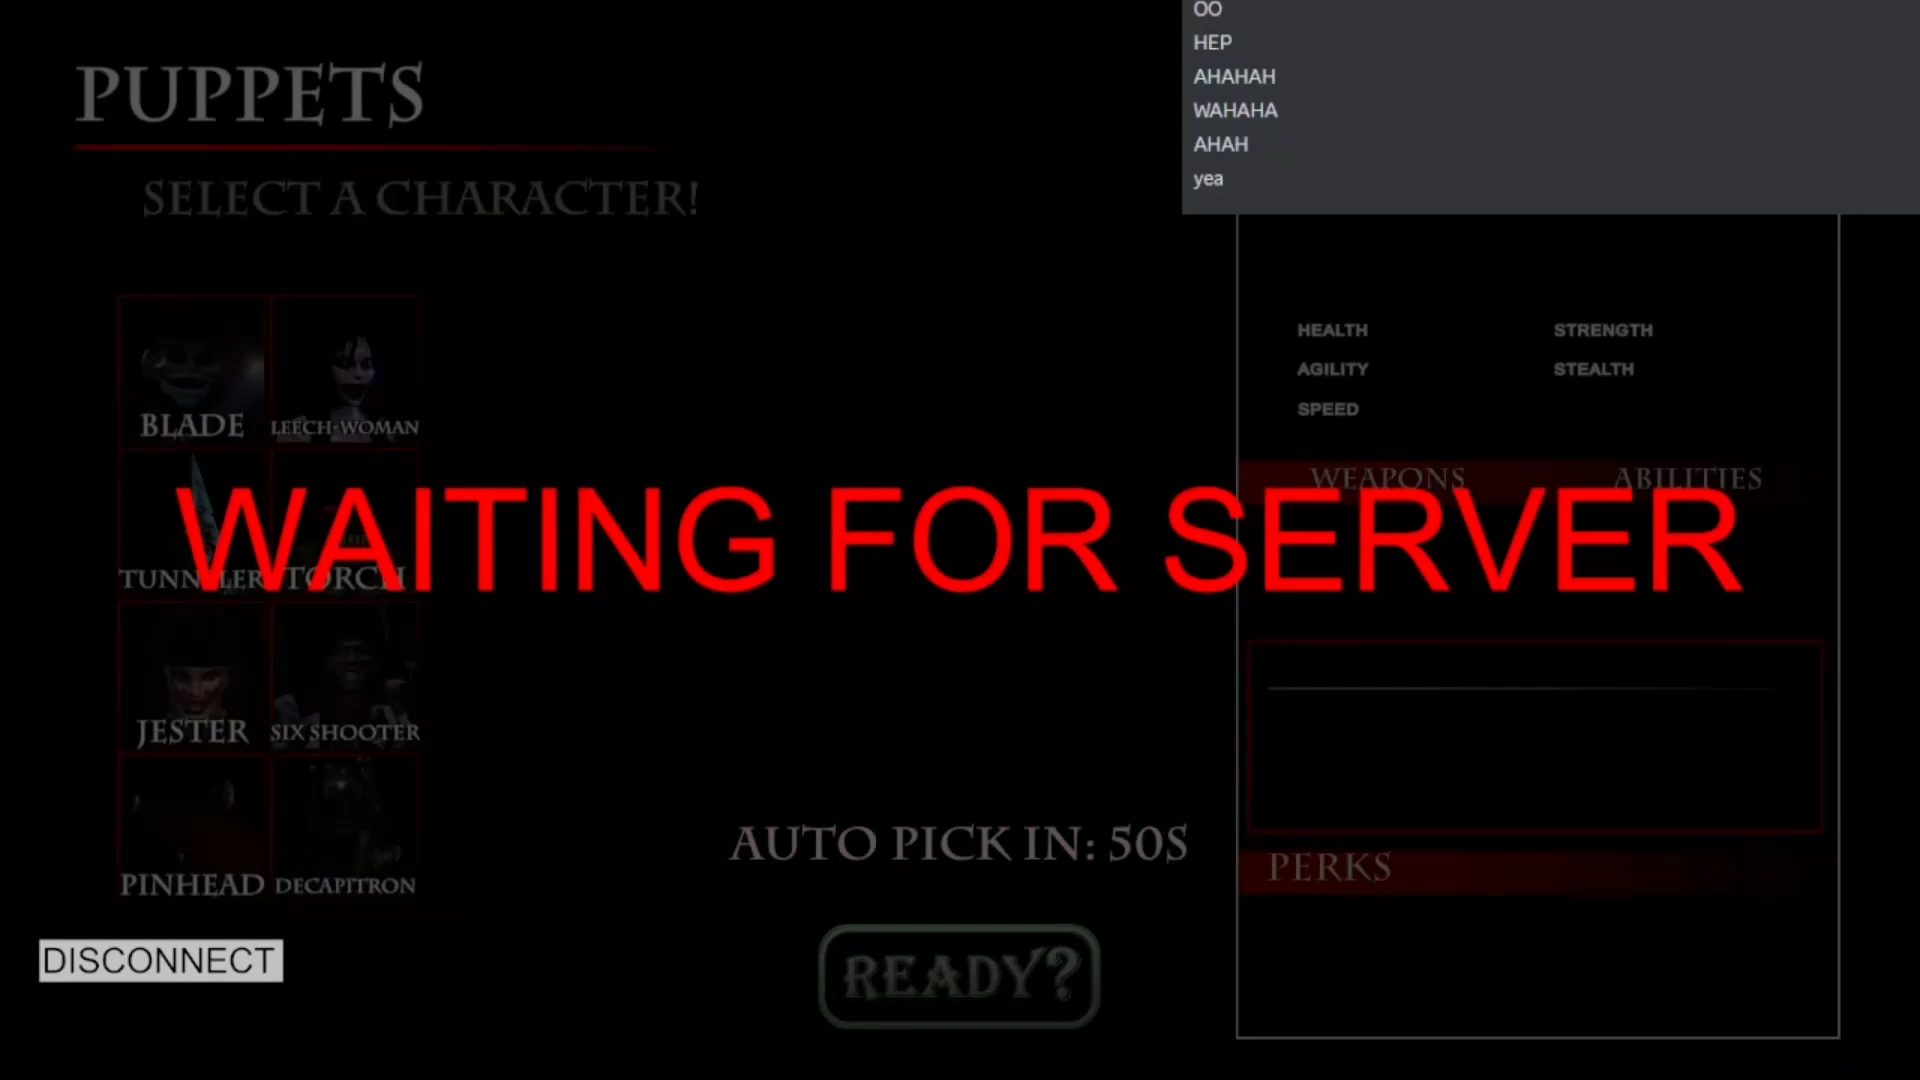 OO
HEP
AHAHAH
WAHAHA
AHAH
yea
PUPPETS
SELECT A CHARACTER!
BLADE
LEECH-WOMAN
HEALTH
STRENGTH
AGILITY
STEALTH
SPEED
WEAPONS
ABILITIES
WAITING FOR SERVER
TORCH
JESTER
SIX SHOOTER
AUTO PICK IN: 50S
PERKS
PINHEAD
DECAPITRON
DISCONNECT
READY?